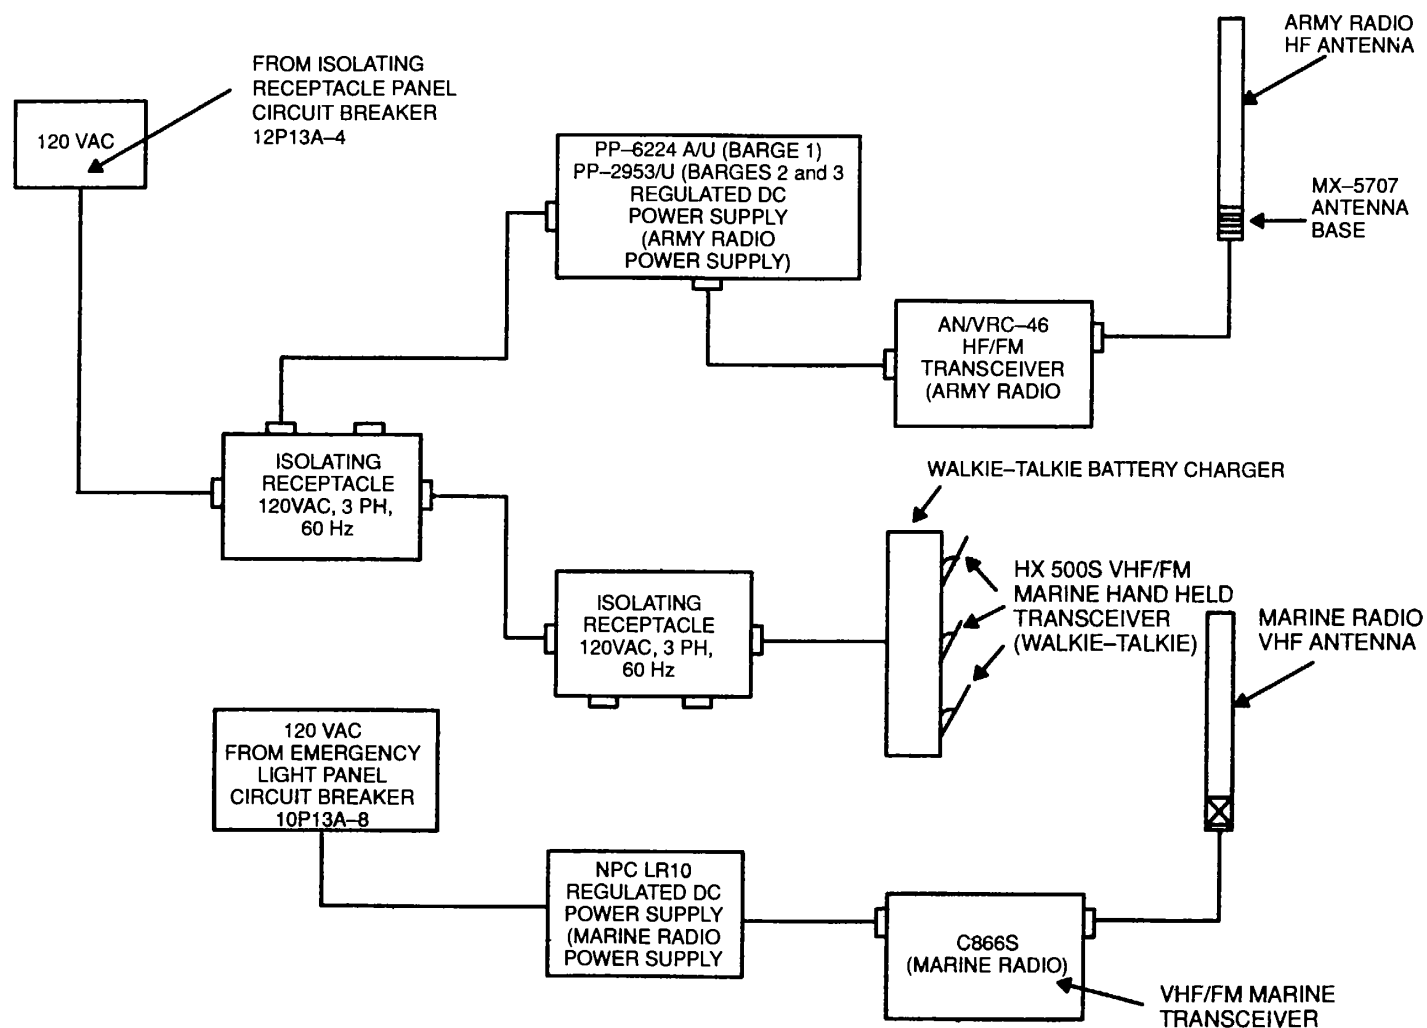 FROM ISOLATING
RECEPTACLE PANEL
CIRCUIT BREAKER
12P13A–4
120 VAC
PP–6224 A/U (BARGE 1)
PP–2953/U (BARGES 2 and 3
REGULATED DC
POWER SUPPLY
(ARMY RADIO
POWER SUPPLY)
ARMY RADIO
HF ANTENNA
MX–5707
ANTENNA
BASE
AN/VRC–46
HF/FM
TRANSCEIVER
(ARMY RADIO
ISOLATING
RECEPTACLE
120VAC, 3 PH,
60 Hz
WALKIE–TALKIE BATTERY CHARGER
ISOLATING
RECEPTACLE
120VAC, 3 PH,
60 Hz
HX 500S VHF/FM
MARINE HAND HELD
TRANSCEIVER
(WALKIE–TALKIE)
MARINE RADIO
VHF ANTENNA
120 VAC
FROM EMERGENCY
LIGHT PANEL
CIRCUIT BREAKER
10P13A–8
NPC LR10
REGULATED DC
POWER SUPPLY
(MARINE RADIO
POWER SUPPLY
C866S
(MARINE RADIO)
VHF/FM MARINE
TRANSCEIVER